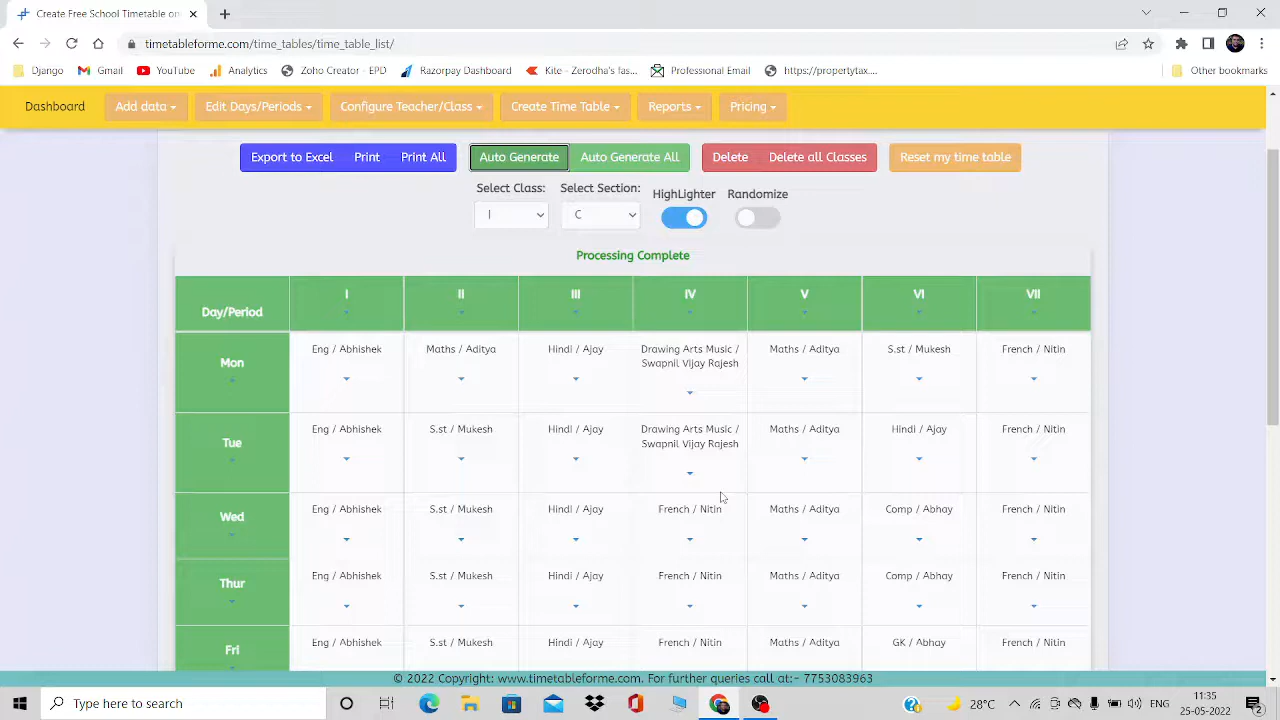 Create Free School Timetable or
timetableforme.com/time_tables/time_table_list/
Django Gmail YouTube Analytics Zoho Creator - EPD Razorpay Dashboard Kite - Zerodha's fas... Professional Email https://propertytax.... Other bookmarks
Dashboard Add data Edit Days/Periods Configure Teacher/Class Create Time Table Reports Pricing
Export to Excel Print Print All Auto Generate Auto Generate All Delete Delete all Classes Reset my time table
Select Class: Select Section: HighLighter Randomize
I C
Processing Complete
I II III IV V VI VII
Day/Period
Mon Eng / Abhishek Maths / Aditya Hindi / Ajay Drawing Arts Music / Maths / Aditya S.st / Mukesh French / Nitin
Swapnil Vijay Rajesh
Tue Eng / Abhishek S.st / Mukesh Hindi / Ajay Drawing Arts Music / Maths / Aditya Hindi / Ajay French / Nitin
Swapnil Vijay Rajesh
Wed Eng / Abhishek S.st / Mukesh Hindi / Ajay French / Nitin Maths / Aditya Comp / Abhay French / Nitin
Thur Eng / Abhishek S.st / Mukesh Hindi / Ajay French / Nitin Maths / Aditya Comp / Abhay French / Nitin
Fri Eng / Abhishek S.st / Mukesh Hindi / Ajay French / Nitin Maths / Aditya GK / Abhay French / Nitin
© 2022 Copyright: www.timetableforme.com. For further queries call at:- 7753083963
Type here to search
28°C ENG 11:35
25-05-2022 2